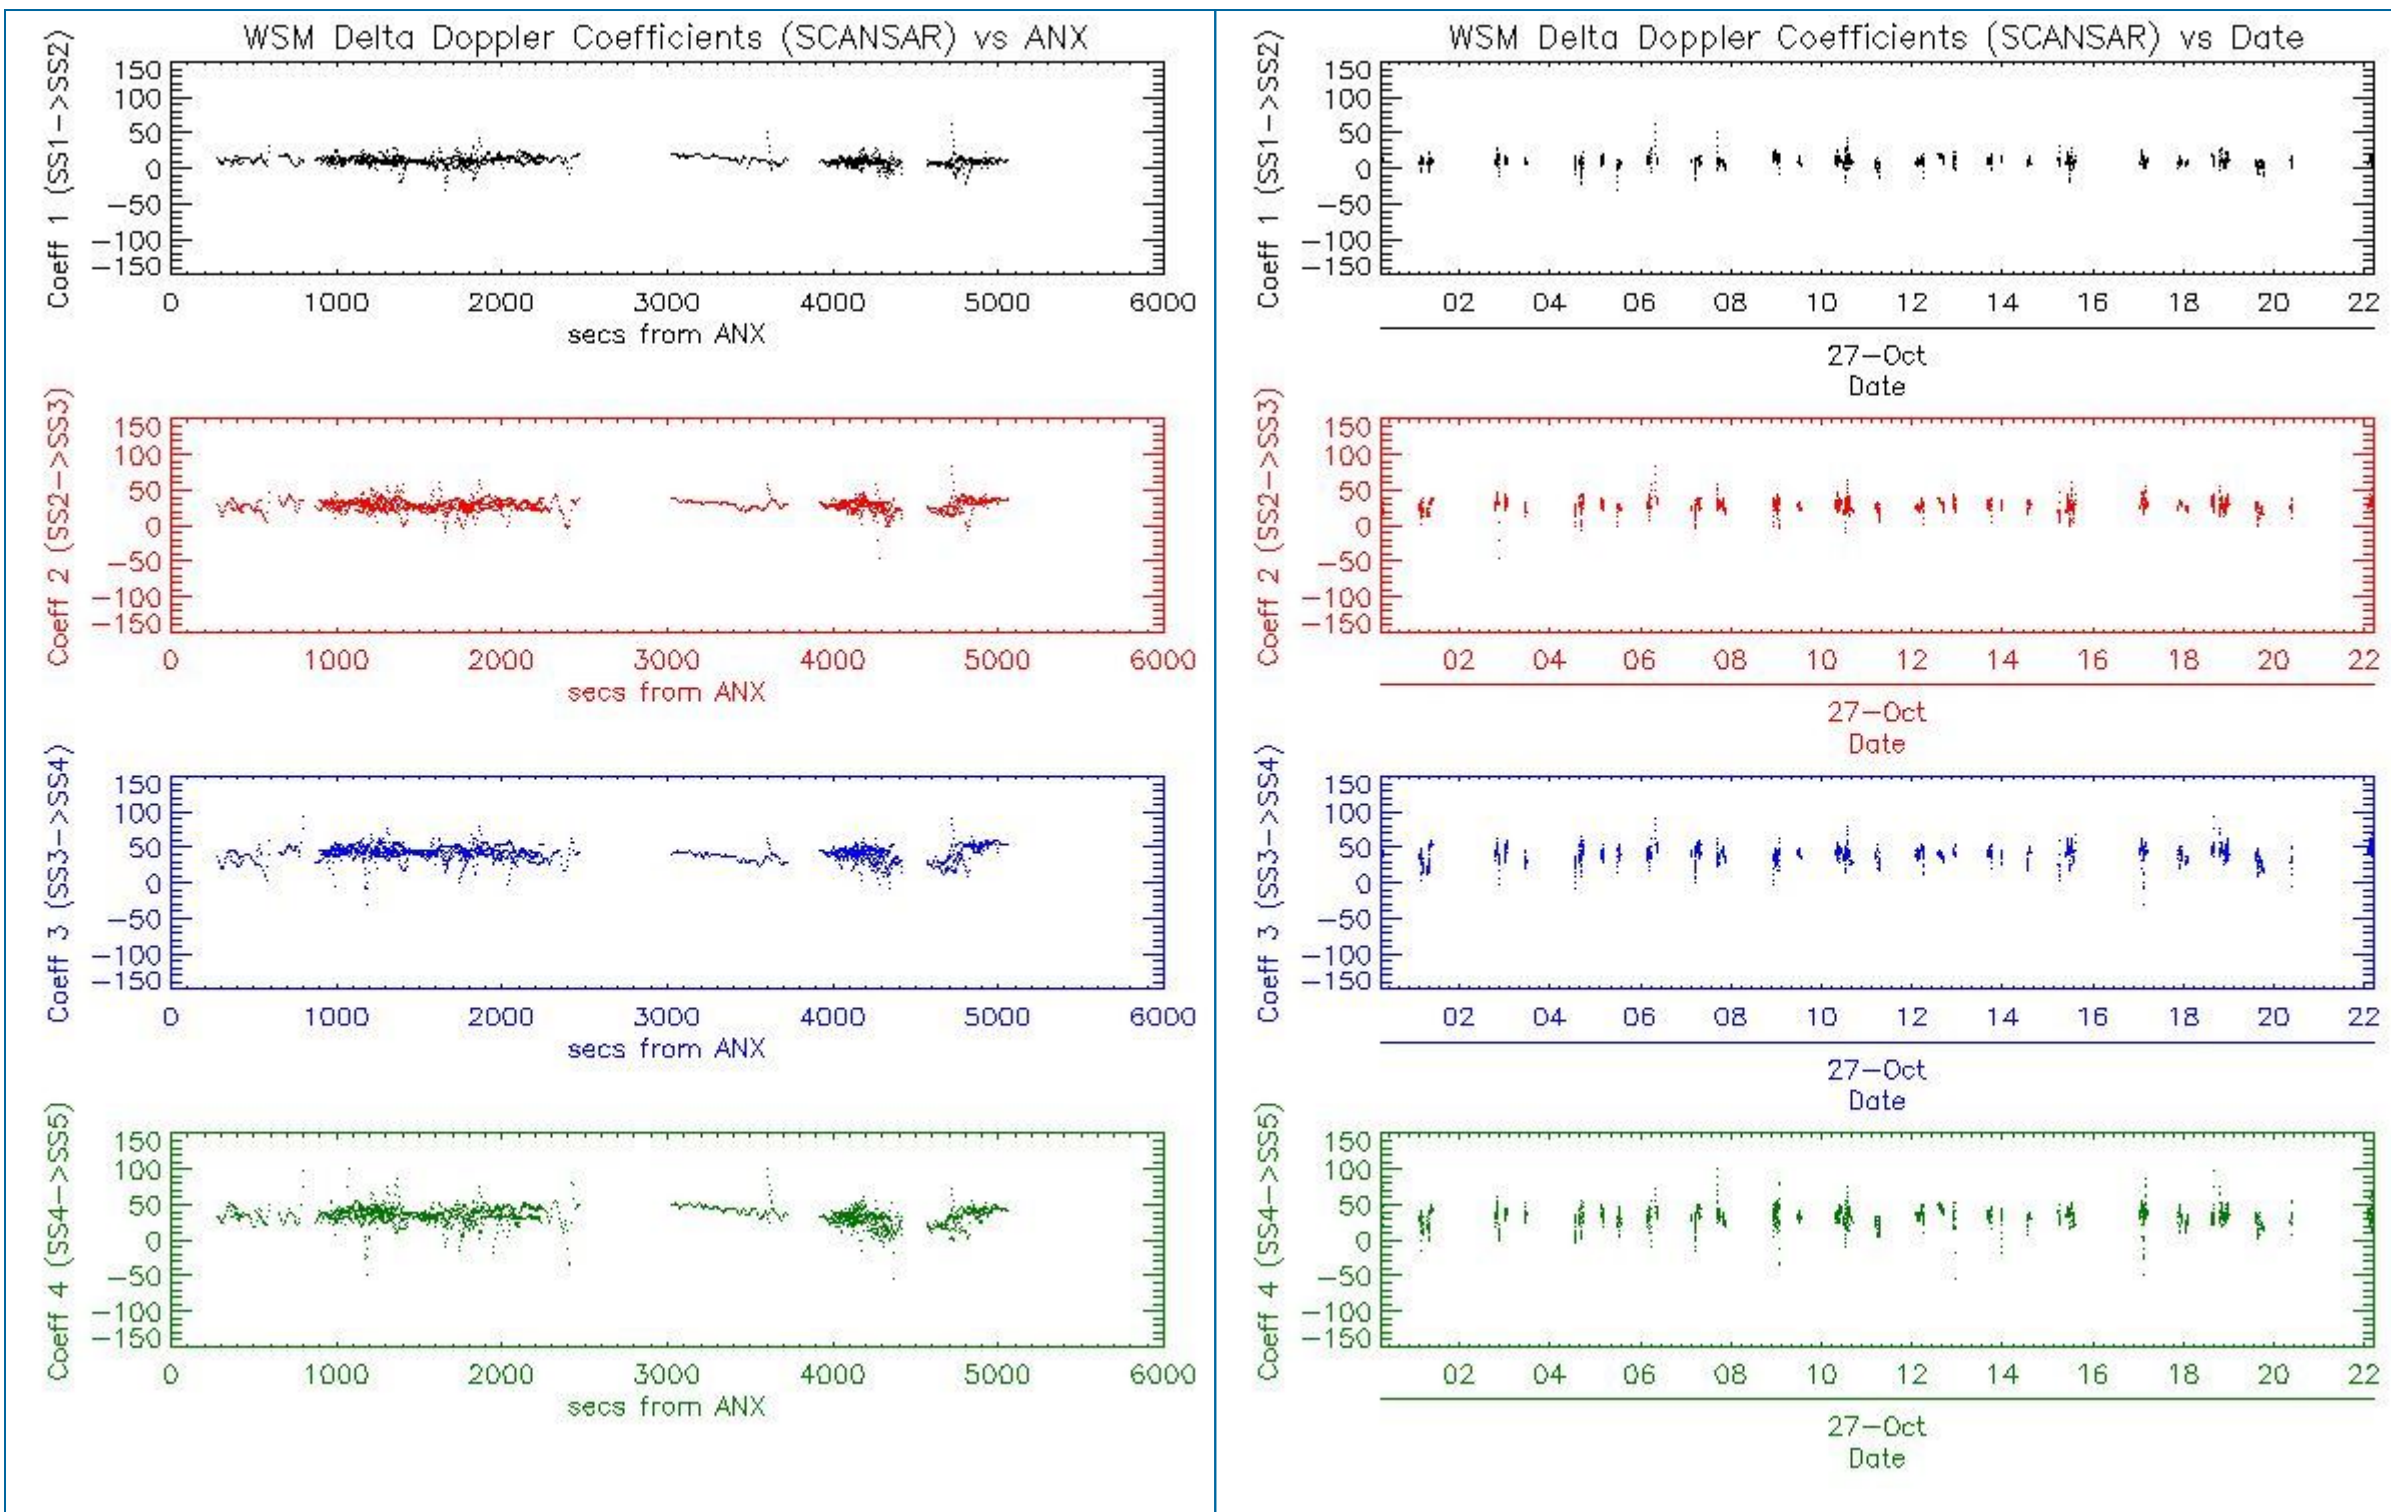 WSM Delta Doppler Coefficients (SCANSAR) vs ANX
Coeff 1 (SS1->SS2)
150
100
50
0
-50
-100
-150
0 1000 2000 3000 4000 5000 6000
secs from ANX
Coeff 2 (SS2->SS3)
150
100
50
0
-50
-100
-150
0 1000 2000 3000 4000 5000 6000
secs from ANX
Coeff 3 (SS3->SS4)
150
100
50
0
-50
-100
-150
0 1000 2000 3000 4000 5000 6000
secs from ANX
Coeff 4 (SS4->SS5)
150
100
50
0
-50
-100
-150
0 1000 2000 3000 4000 5000 6000
secs from ANX
WSM Delta Doppler Coefficients (SCANSAR) vs Date
Coeff 1 (SS1->SS2)
150
100
50
0
-50
-100
-150
02 04 06 08 10 12 14 16 18 20 22
27-Oct
Date
Coeff 2 (SS2->SS3)
150
100
50
0
-50
-100
-150
02 04 06 08 10 12 14 16 18 20 22
27-Oct
Date
Coeff 3 (SS3->SS4)
150
100
50
0
-50
-100
-150
02 04 06 08 10 12 14 16 18 20 22
27-Oct
Date
Coeff 4 (SS4->SS5)
150
100
50
0
-50
-100
-150
02 04 06 08 10 12 14 16 18 20 22
27-Oct
Date